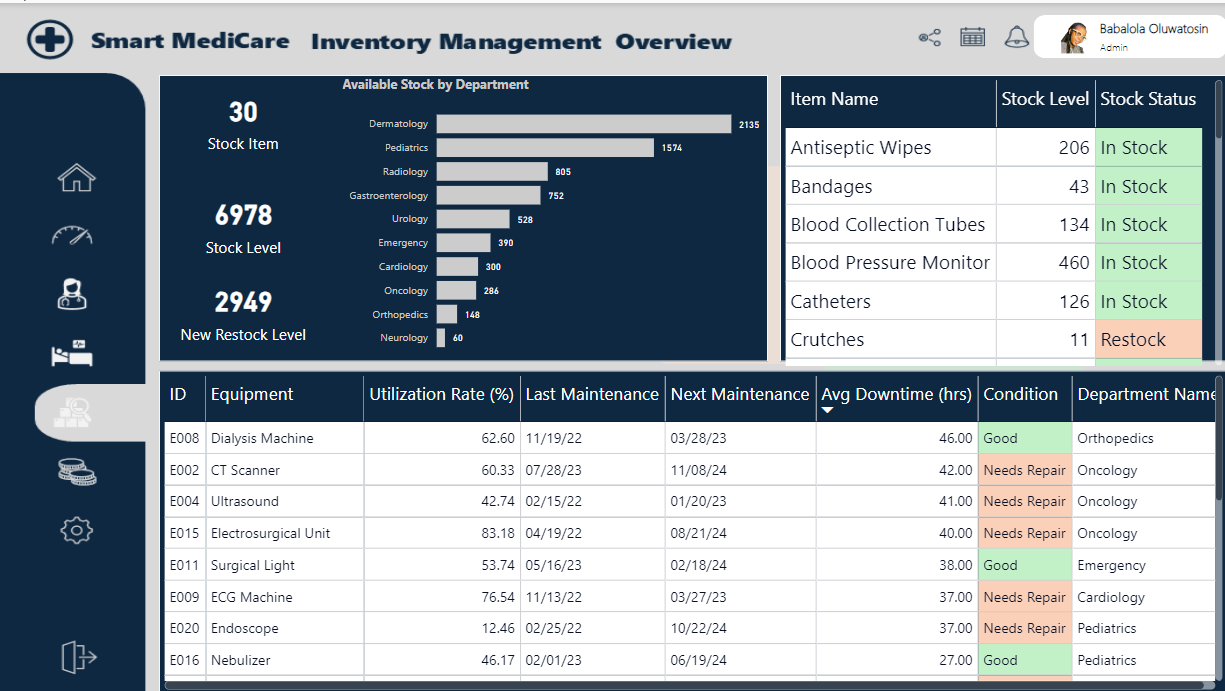 Smart MediCare Inventory Management Overview
Babalola Oluwatosin
Admin
30
Stock Item
6978
Stock Level
2949
New Restock Level
Available Stock by Department
Dermatology 2135
Pediatrics 1574
Radiology 805
Gastroenterology 752
Urology 528
Emergency 390
Cardiology 300
Oncology 286
Orthopedics 148
Neurology 60
Item Name Stock Level Stock Status
Antiseptic Wipes 206 In Stock
Bandages 43 In Stock
Blood Collection Tubes 134 In Stock
Blood Pressure Monitor 460 In Stock
Catheters 126 In Stock
Crutches 11 Restock
ID Equipment Utilization Rate (%) Last Maintenance Next Maintenance Avg Downtime (hrs) Condition Department Name
E008 Dialysis Machine 62.60 11/19/22 03/28/23 46.00 Good Orthopedics
E002 CT Scanner 60.33 07/28/23 11/08/24 42.00 Needs Repair Oncology
E004 Ultrasound 42.74 02/15/22 01/20/23 41.00 Needs Repair Oncology
E015 Electrosurgical Unit 83.18 04/19/22 08/21/24 40.00 Needs Repair Oncology
E011 Surgical Light 53.74 05/16/23 02/18/24 38.00 Good Emergency
E009 ECG Machine 76.54 11/13/22 03/27/23 37.00 Needs Repair Cardiology
E020 Endoscope 12.46 02/25/22 10/22/24 37.00 Needs Repair Pediatrics
E016 Nebulizer 46.17 02/01/23 06/19/24 27.00 Good Pediatrics